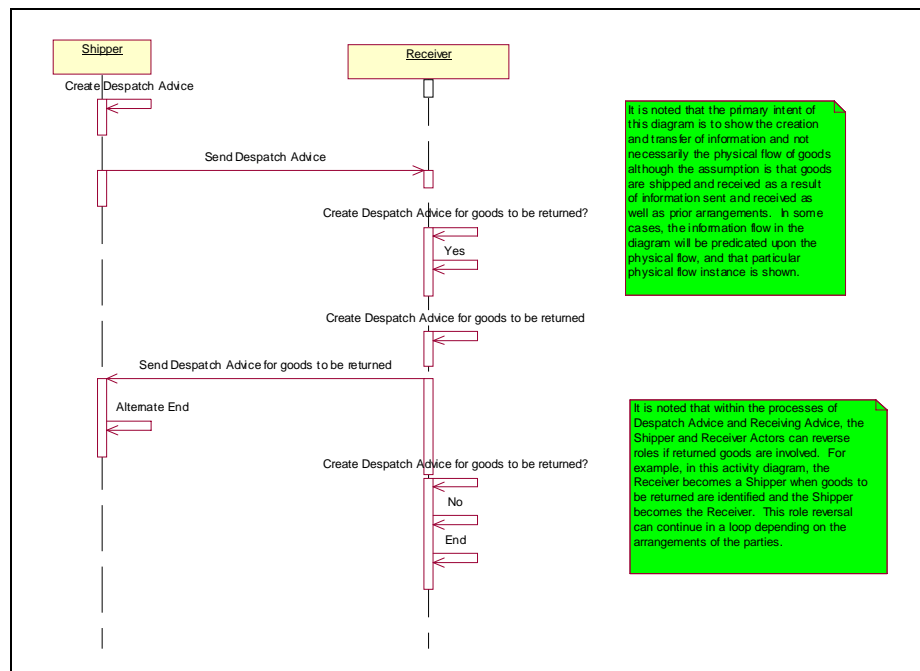 Shipper
Receiver
Create Despatch Advice
Send Despatch Advice
Create Despatch Advice for goods to be returned?
Yes
Create Despatch Advice for goods to be returned
Send Despatch Advice for goods to be returned
Alternate End
Create Despatch Advice for goods to be returned?
No
End
It is noted that the primary intent of
this diagram is to show the creation
and transfer of information and not
necessarily the physical flow of goods
although the assumption is that goods
are shipped and received as a result
of information sent and received as
well as prior arrangements. In some
cases, the information flow in the
diagram will be predicated upon the
physical flow, and that particular
physical flow instance is shown.
It is noted that within the processes of
Despatch Advice and Receiving Advice, the
Shipper and Receiver Actors can reverse
roles if returned goods are involved. For
example, in this activity diagram, the
Receiver becomes a Shipper when goods to
be returned are identified and the Shipper
becomes the Receiver. This role reversal
can continue in a loop depending on the
arrangements of the parties.